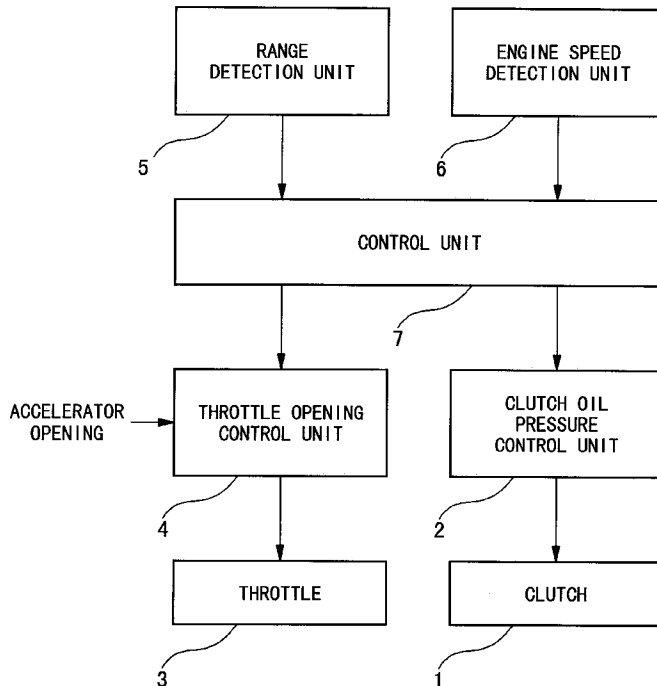 RANGE
DETECTION UNIT
ENGINE SPEED
DETECTION UNIT
5
6
CONTROL UNIT
7
ACCELERATOR
OPENING
THROTTLE OPENING
CONTROL UNIT
CLUTCH OIL
PRESSURE
CONTROL UNIT
4
2
THROTTLE
CLUTCH
3
1